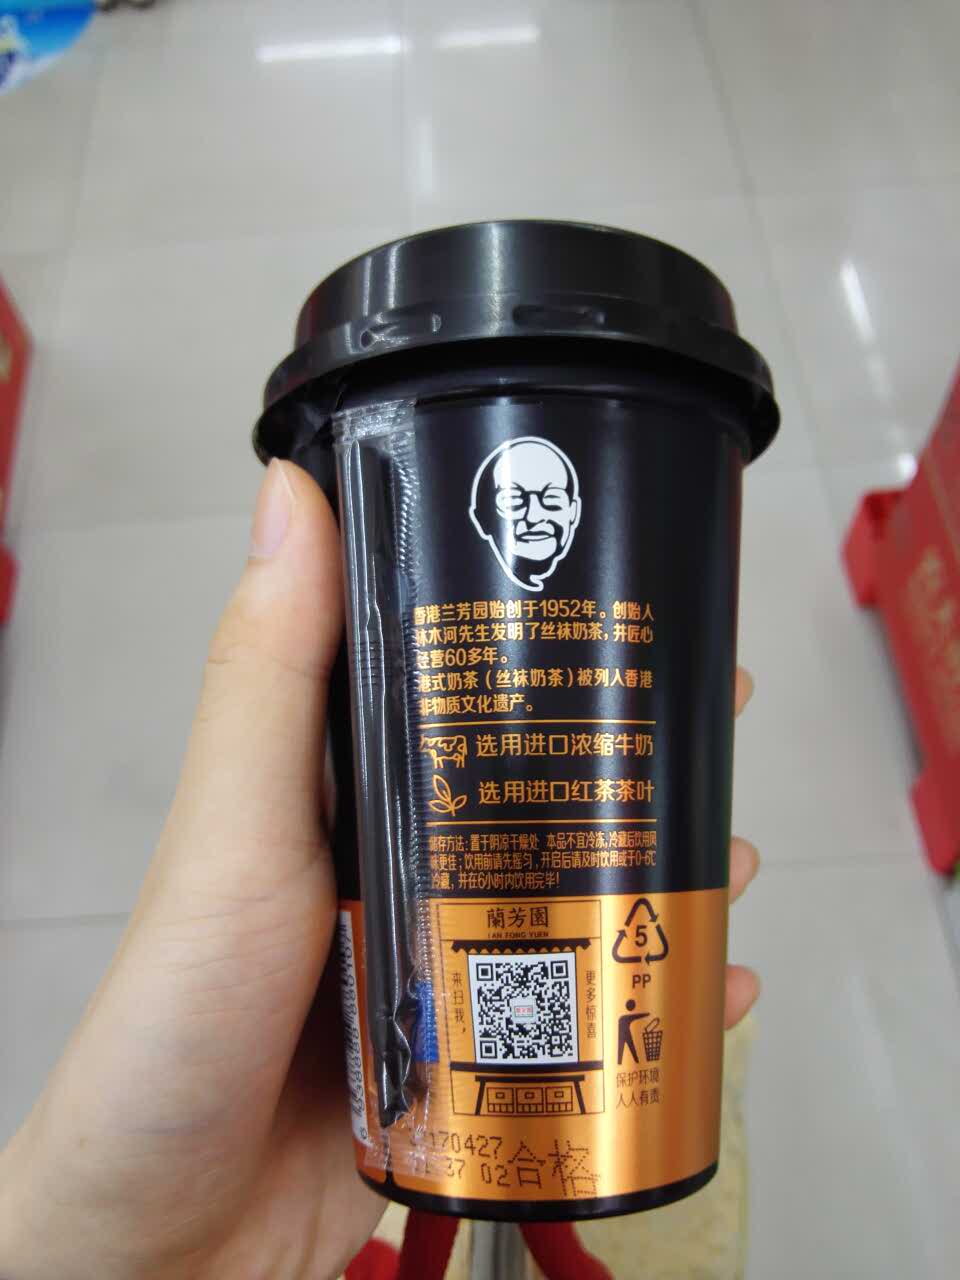 香港兰芳园始创于1952年。创始人
林木河先生发明了丝袜奶茶，并匠心
经营60多年。
港式奶茶（丝袜奶茶）被列入香港
非物质文化遗产。
选用进口浓缩牛奶
选用进口红茶茶叶
储存方法：置于阴凉干燥处 本品不宜冷冻，冷藏后饮用风
味更佳；饮用前请先摇匀，开启后请及时饮用或于0-6℃
冷藏，并在6小时内饮用完毕！
蘭芳園
LAN FONG YUEN
来扫我，
更多惊喜
5
PP
保护环境
人人有责
170427
37 02合格